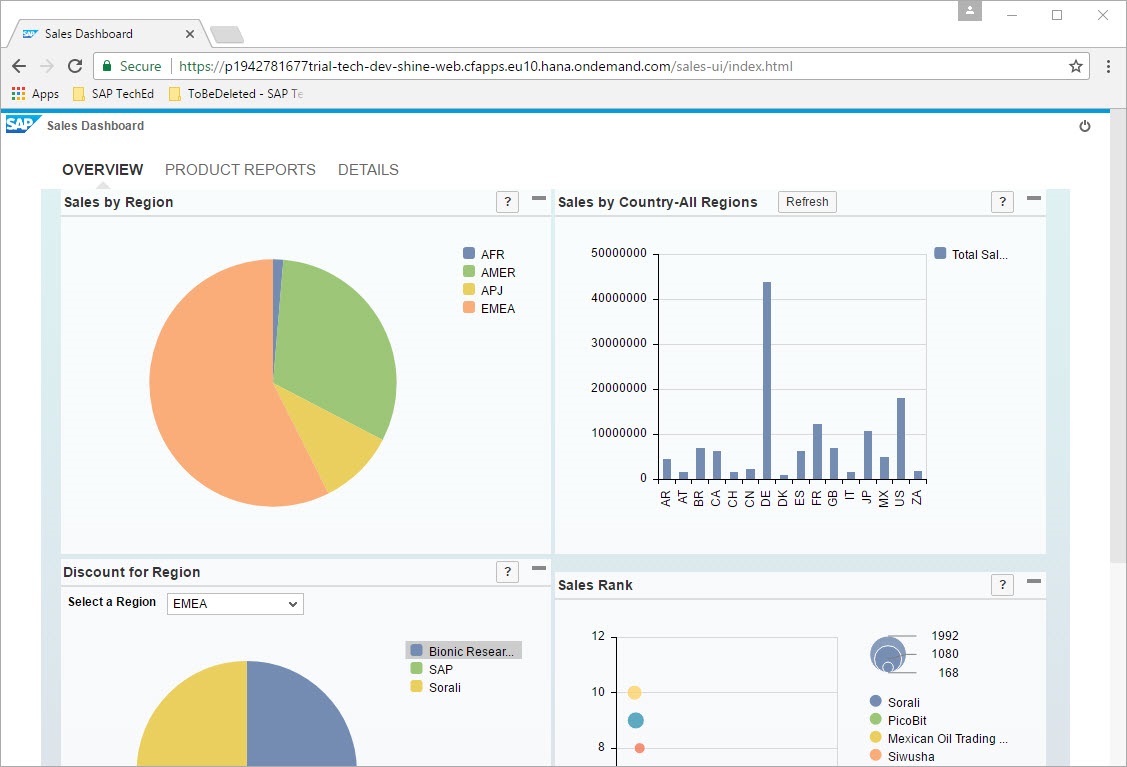 SAP Sales Dashboard
Secure https://p1942781677trial-tech-dev-shine-web.cfapps.eu10.hana.ondemand.com/sales-ui/index.html
Apps SAP TechEd ToBeDeleted - SAP Te
SAP Sales Dashboard
OVERVIEW PRODUCT REPORTS DETAILS
Sales by Region ?
AFR
AMER
APJ
EMEA
Sales by Country-All Regions Refresh ?
50000000
40000000
30000000
20000000
10000000
0
AR AT BR CA CH CN DE DK ES FR GB IT JP MX US ZA
Total Sal...
Discount for Region ?
Select a Region EMEA
Bionic Resear...
SAP
Sorali
Sales Rank ?
12
10
8
1992
1080
168
Sorali
PicoBit
Mexican Oil Trading ...
Siwusha